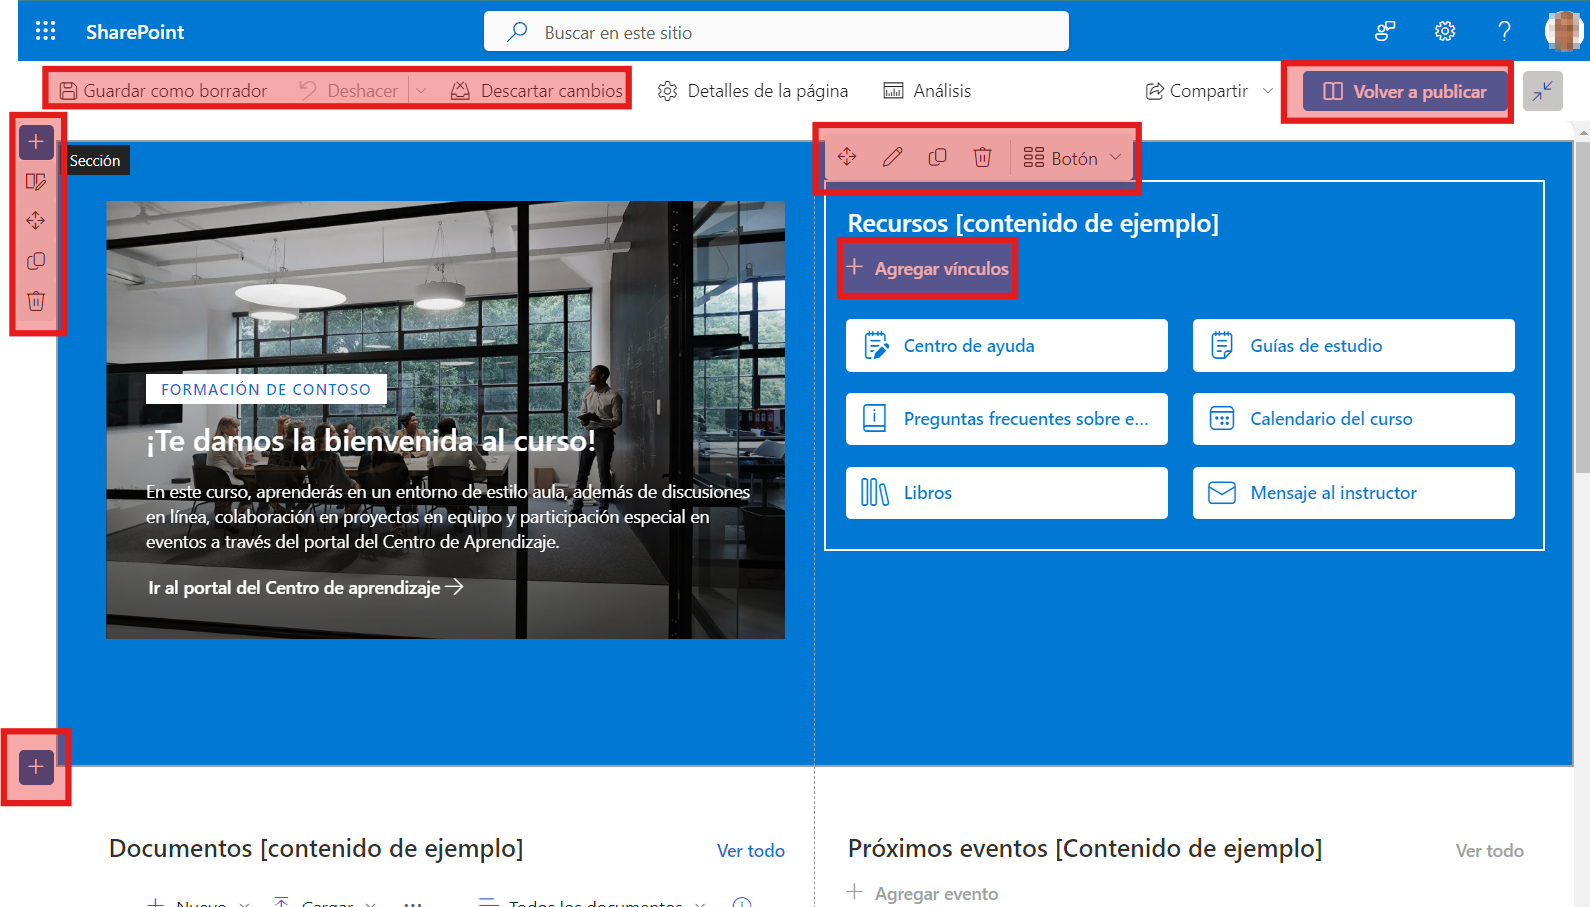 SharePoint
Buscar en este sitio
Guardar como borrador
Deshacer
Descartar cambios
Detalles de la página
Análisis
Compartir
Volver a publicar
Sección
Botón
Recursos [contenido de ejemplo]
Agregar vínculos
Centro de ayuda
Guías de estudio
Preguntas frecuentes sobre e...
Calendario del curso
Libros
Mensaje al instructor
FORMACIÓN DE CONTOSO
¡Te damos la bienvenida al curso!
En este curso, aprenderás en un entorno de estilo aula, además de discusiones
en línea, colaboración en proyectos en equipo y participación especial en
eventos a través del portal del Centro de Aprendizaje.
Ir al portal del Centro de aprendizaje
Documentos [contenido de ejemplo]
Ver todo
Próximos eventos [Contenido de ejemplo]
Ver todo
Nuevo
Cargar
Todos los documentos
Agregar evento